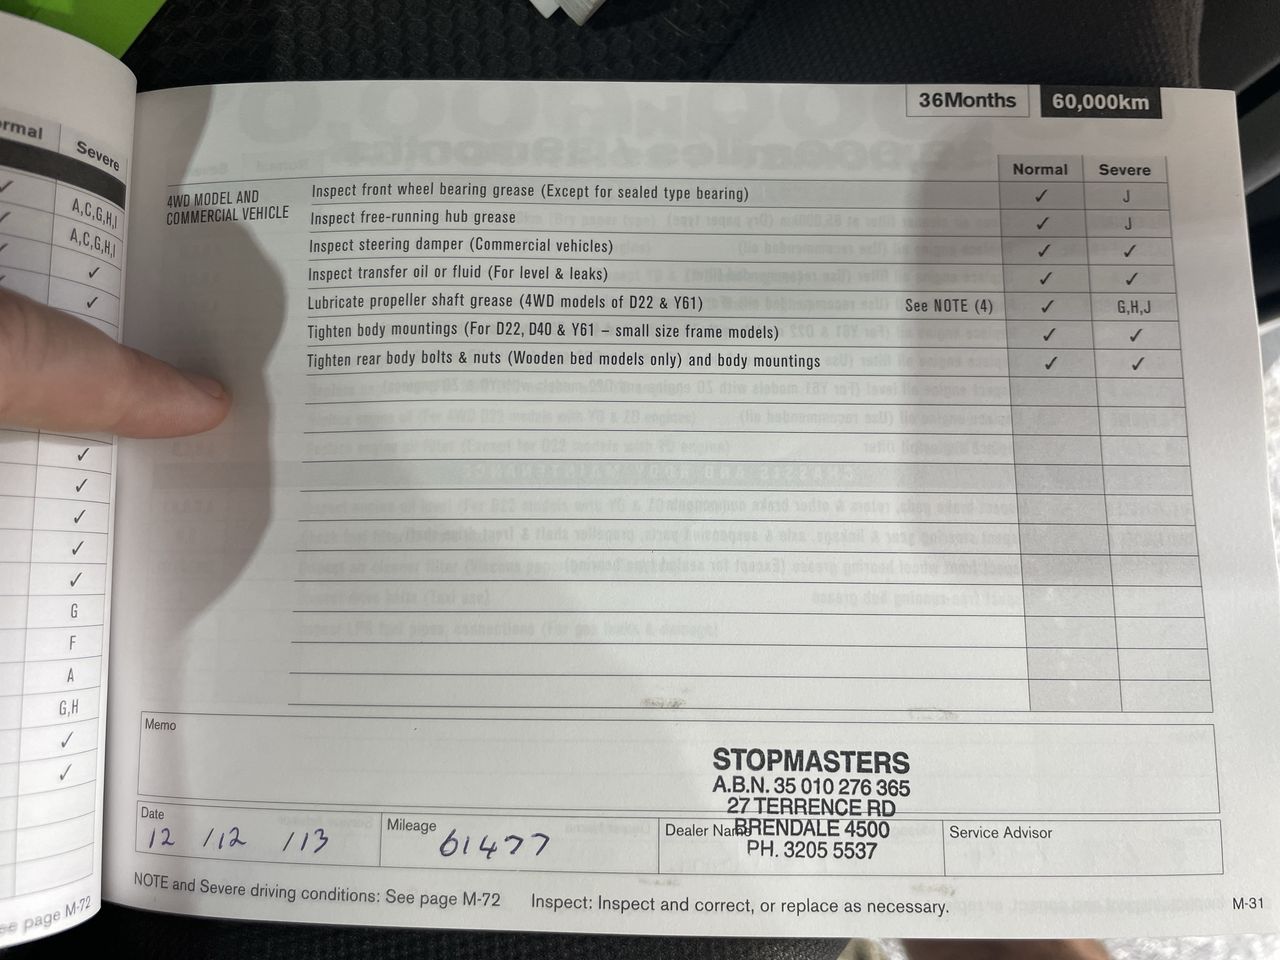 36Months 60,000km
Normal Severe
4WD MODEL AND
COMMERCIAL VEHICLE
Inspect front wheel bearing grease (Except for sealed type bearing) ✓ J
Inspect free-running hub grease ✓ J
Inspect steering damper (Commercial vehicles) ✓ ✓
Inspect transfer oil or fluid (For level & leaks) ✓ ✓
Lubricate propeller shaft grease (4WD models of D22 & Y61) See NOTE (4) ✓ G,H,J
Tighten body mountings (For D22, D40 & Y61 – small size frame models) ✓ ✓
Tighten rear body bolts & nuts (Wooden bed models only) and body mountings ✓ ✓
Memo
STOPMASTERS
A.B.N. 35 010 276 365
27 TERRENCE RD
BRENDALE 4500
PH. 3205 5537
Date
12 /12 /13
Mileage
61477
Dealer Name
Service Advisor
NOTE and Severe driving conditions: See page M-72 Inspect: Inspect and correct, or replace as necessary.
M-31
rmal Severe
✓ A,C,G,H,I
✓ A,C,G,H,I
✓ ✓
✓ ✓
✓
✓
✓
✓
✓
G
F
A
G,H
✓
✓
ee page M-72